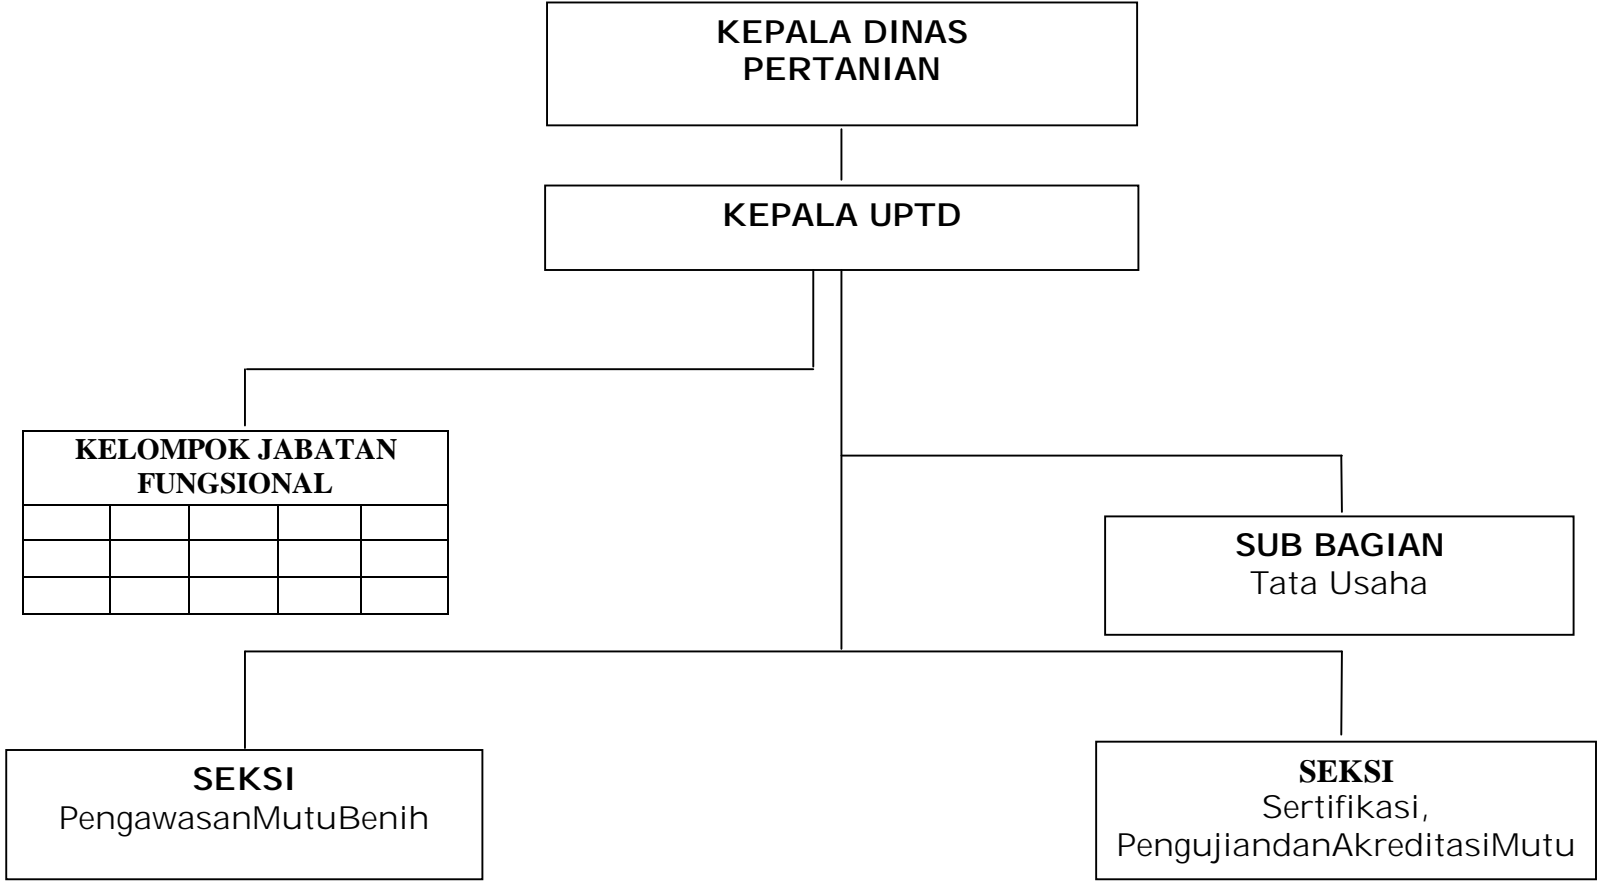 KEPALA DINAS
PERTANIAN
KEPALA UPTD
KELOMPOK JABATAN
FUNGSIONAL
SUB BAGIAN
Tata Usaha
SEKSI
PengawasanMutuBenih
SEKSI
Sertifikasi,
PengujiandanAkreditasiMutu